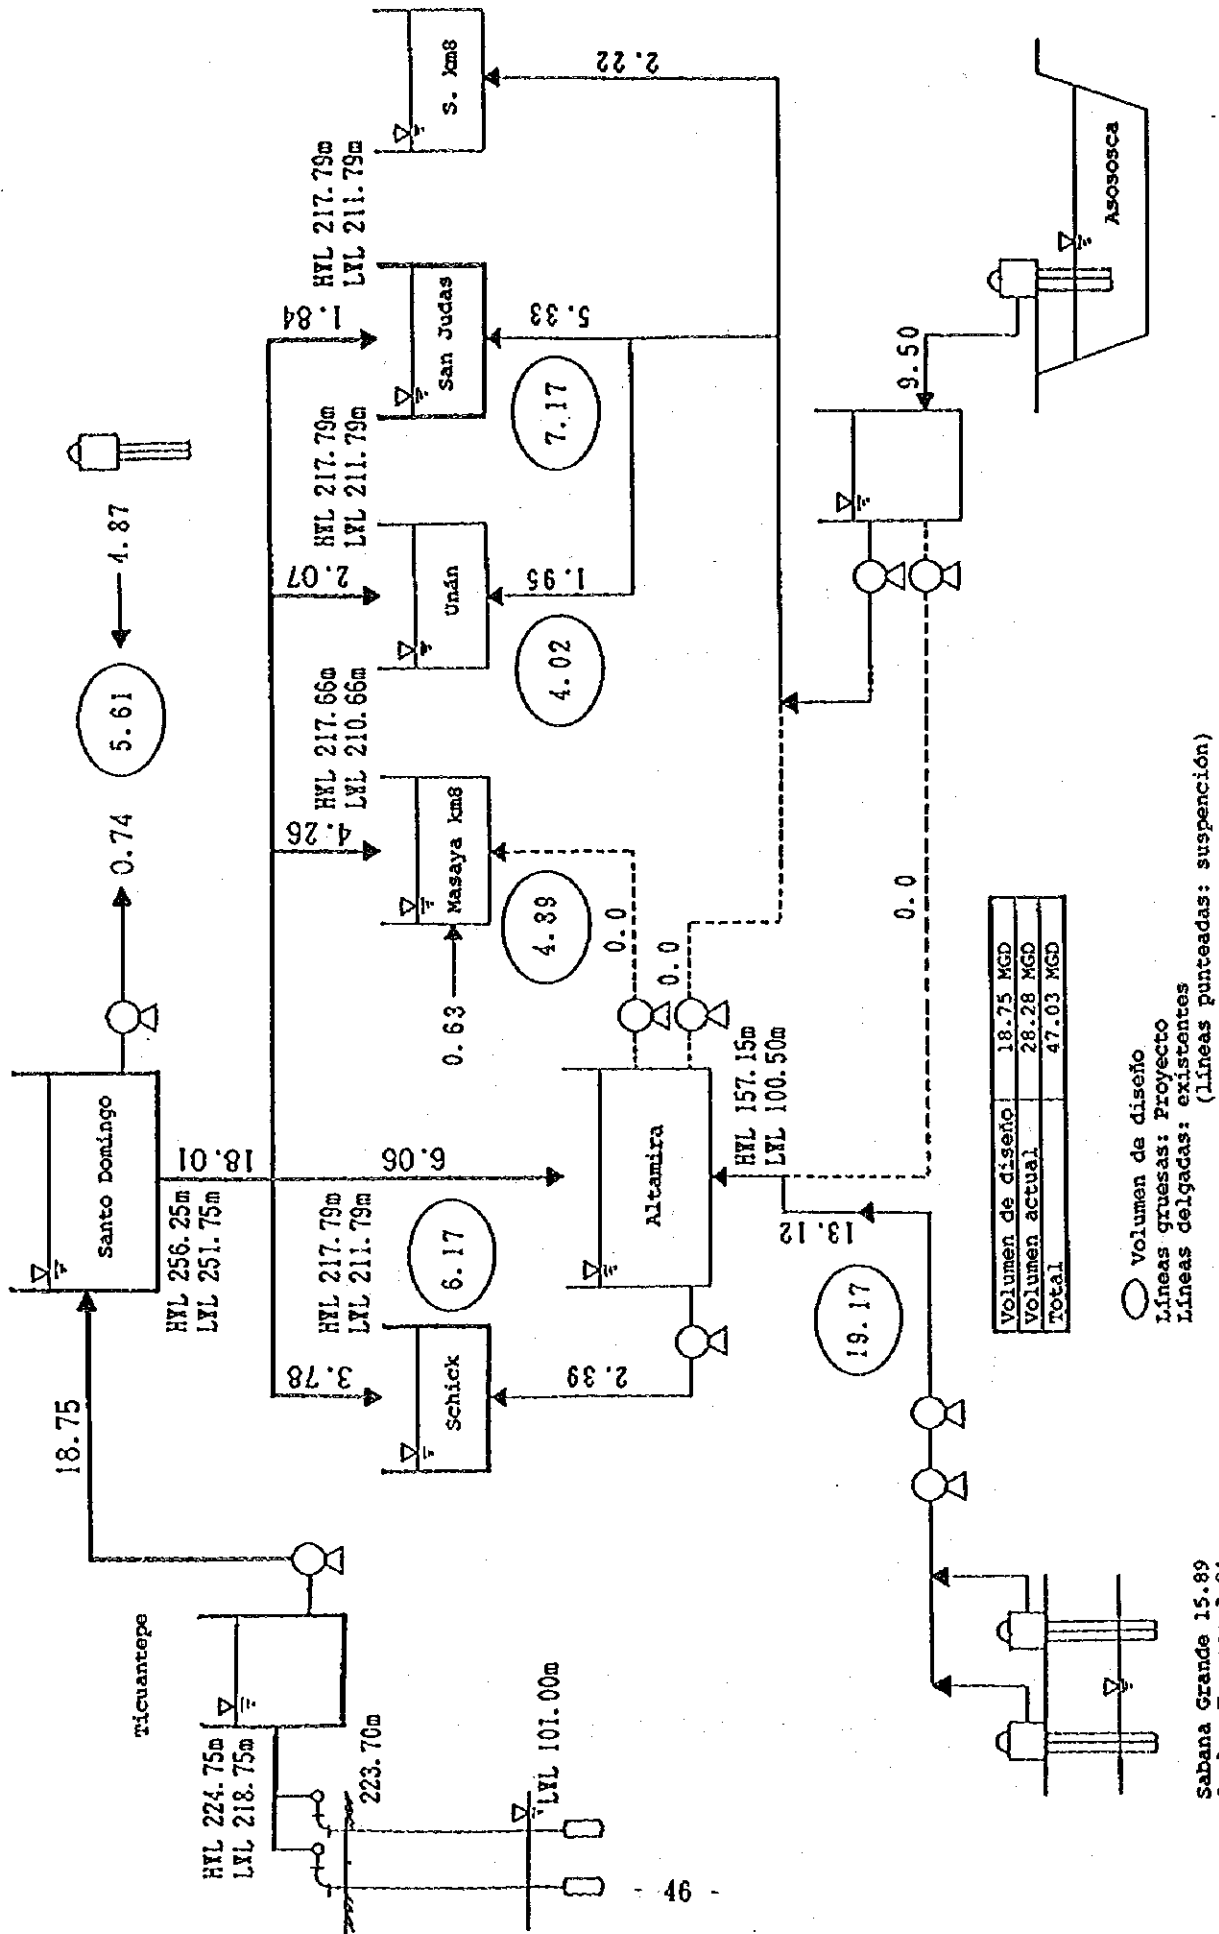 Ticuantepe
HWL 224.75m
LWL 218.75m
223.70m
LWL 101.00m
18.75
Santo Domingo
HWL 256.25m
LWL 251.75m
18.01
0.74
5.61
4.87
3.78
6.06
4.26
2.07
1.84
HWL 217.79m
LWL 211.79m
Schick
6.17
2.39
HWL 217.66m
LWL 210.66m
Masaya km8
0.63
4.89
0.0
0.0
HWL 217.79m
LWL 211.79m
Unán
4.02
1.95
HWL 217.79m
LWL 211.79m
San Judas
7.17
5.33
S. km8
2.22
Altamira
HWL 157.15m
LWL 100.50m
13.12
19.17
0.0
9.50
Asososca
Volumen de diseño 18.75 MGD
Volumen actual 28.28 MGD
Total 47.03 MGD
Volumen de diseño
Líneas gruesas: Proyecto
Líneas delgadas: existentes
(líneas punteadas: suspención)
Sabana Grande 15.89
- 46 -